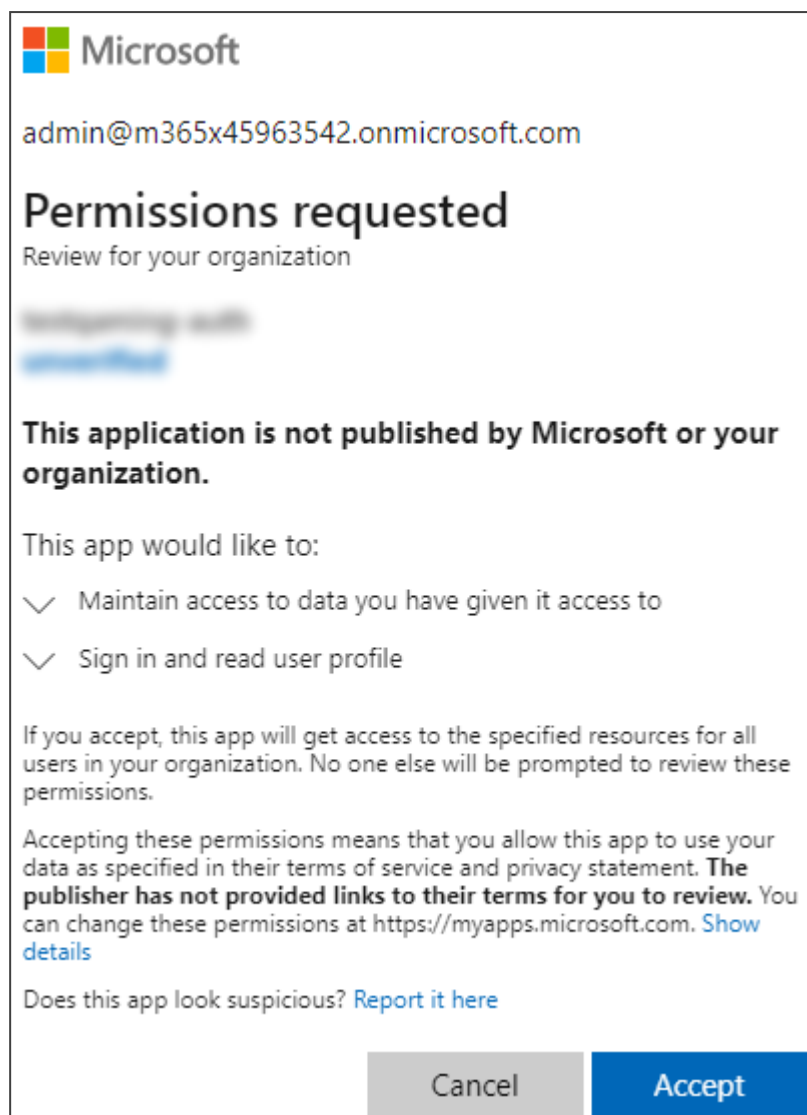 Microsoft
admin@m365x45963542.onmicrosoft.com
Permissions requested
Review for your organization
unverified
This application is not published by Microsoft or your
organization.
This app would like to:
Maintain access to data you have given it access to
Sign in and read user profile
If you accept, this app will get access to the specified resources for all
users in your organization. No one else will be prompted to review these
permissions.
Accepting these permissions means that you allow this app to use your
data as specified in their terms of service and privacy statement. The
publisher has not provided links to their terms for you to review. You
can change these permissions at https://myapps.microsoft.com. Show
details
Does this app look suspicious? Report it here
Cancel
Accept